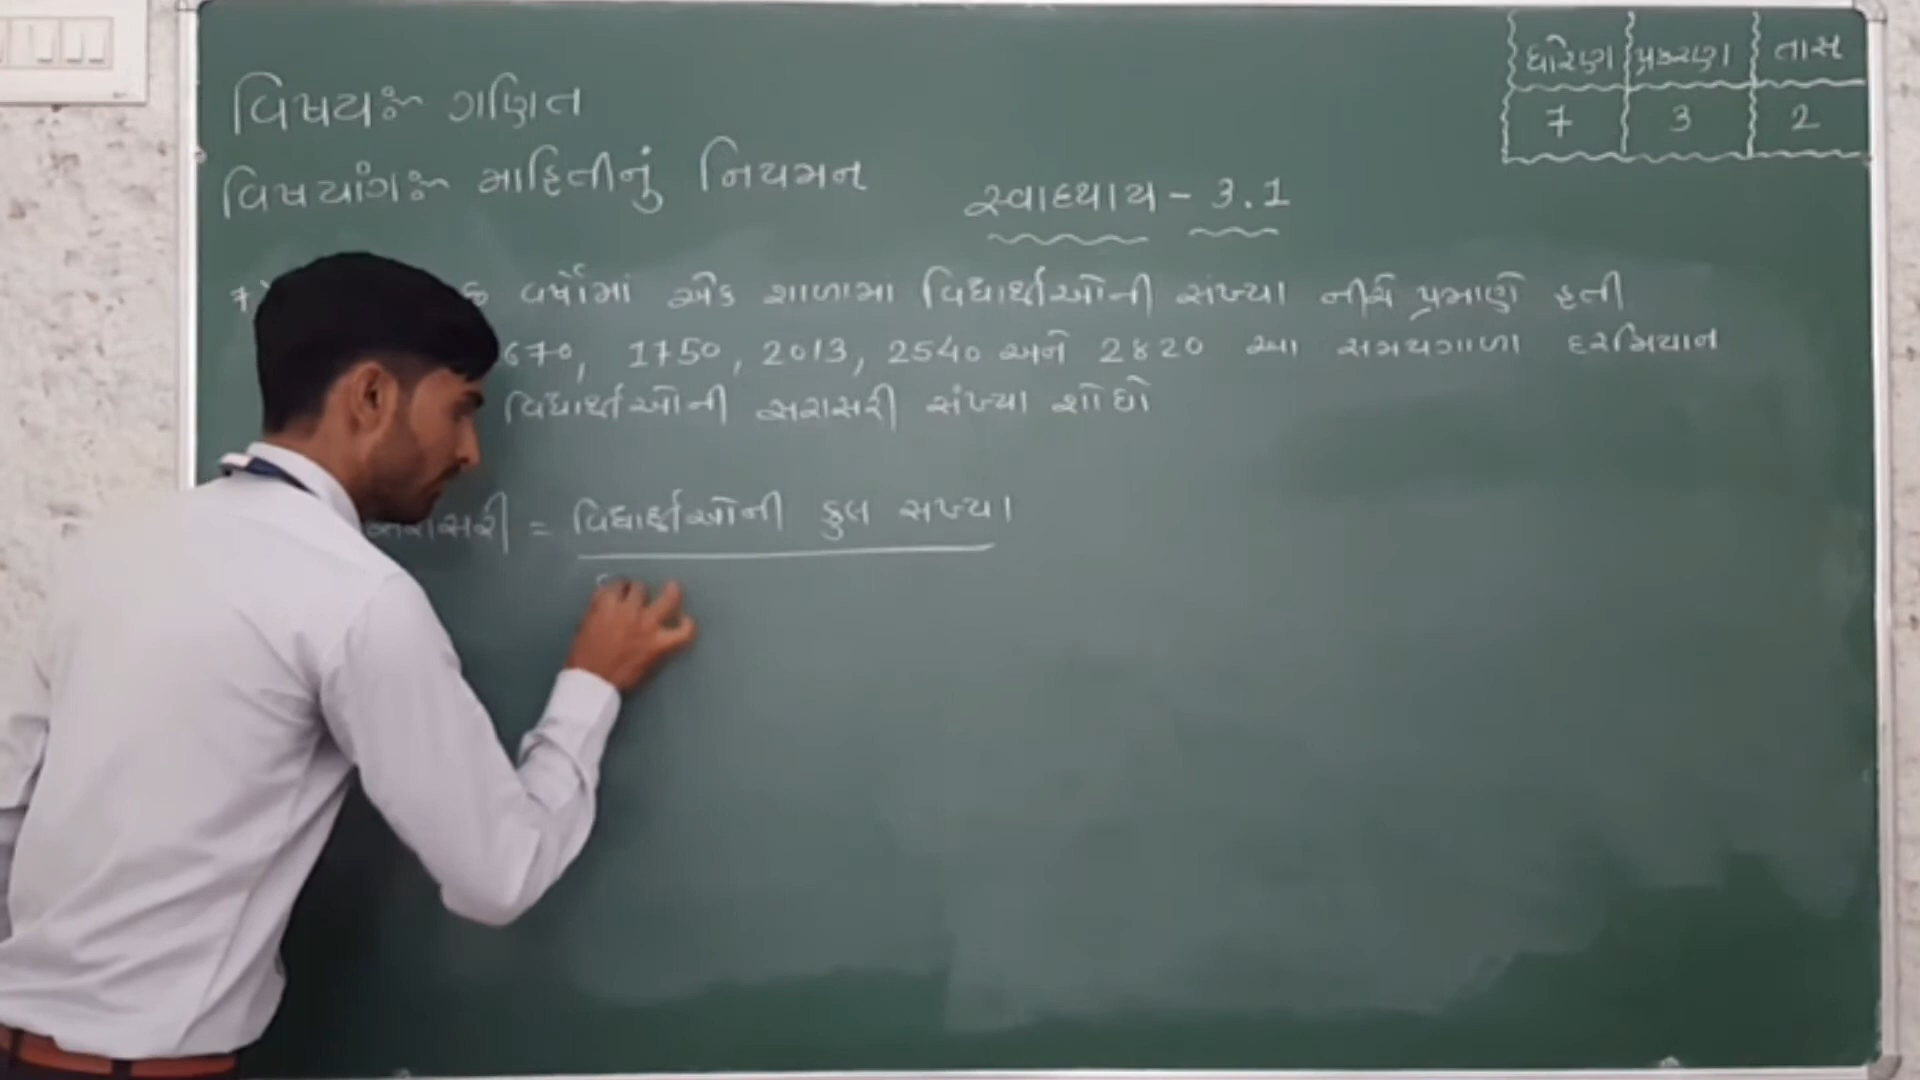 ધોરણ પ્રકરણ તાસ
7 3 2
વિષયઃ ગણિત
વિષયાંગઃ માહિતીનું નિયમન
સ્વાધ્યાય - 3.1
વર્ષોમાં એક શાળામાં વિદ્યાર્થીઓની સંખ્યા નીચે પ્રમાણે હતી
670, 1750, 2013, 2540 અને 2820 આ સમયગાળા દરમિયાન
વિદ્યાર્થીઓની સરાસરી સંખ્યા શોધો
સરાસરી = વિદ્યાર્થીઓની કુલ સખ્યા